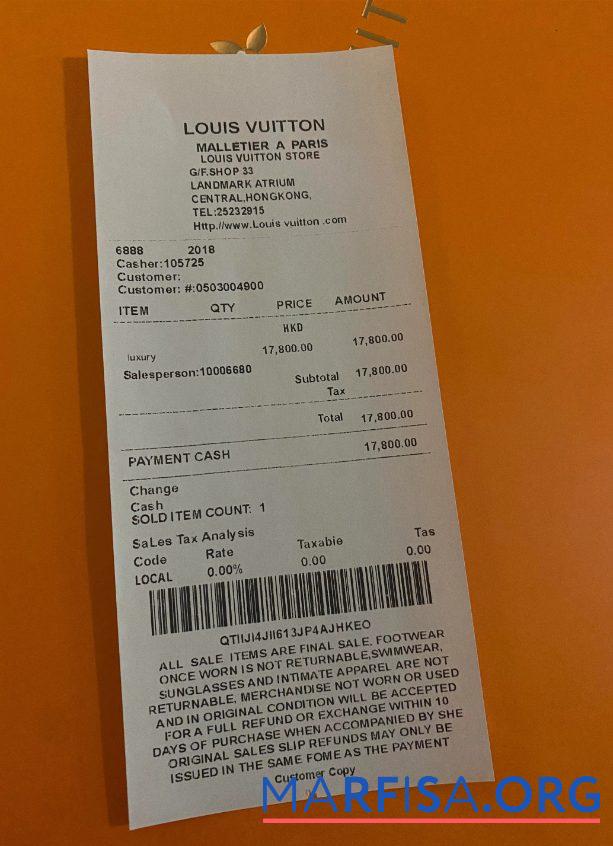 LOUIS VUITTON
MALLETIER A PARIS
LOUIS VUITTON STORE
G/F.SHOP 33
LANDMARK ATRIUM
CENTRAL,HONGKONG,
TEL:25232915
Http://www.Louis vuitton .com
6888 2018
Casher:105725
Customer:
Customer: #:0503004900
ITEM QTY PRICE AMOUNT
HKD
luxury 17,800.00 17,800.00
Salesperson:10006680
Subtotal 17,800.00
Tax
Total 17,800.00
PAYMENT CASH 17,800.00
Change
Cash
SOLD ITEM COUNT: 1
SaLes Tax Analysis
Code Rate Taxabie Tas
LOCAL 0.00% 0.00 0.00
QTIIJI4JII613JP4AJHKEO
ALL SALE ITEMS ARE FINAL SALE. FOOTWEAR
ONCE WORN IS NOT RETURNABLE,SWIMWEAR,
SUNGLASSES AND INTIMATE APPAREL ARE NOT
RETURNABLE, MERCHANDISE NOT WORN OR USED
AND IN ORIGINAL CONDITION WILL BE ACCEPTED
FOR A FULL REFUND OR EXCHANGE WITHIN 10
DAYS OF PURCHASE WHEN ACCOMPANIED BY SHE
ORIGINAL SALES SLIP REFUNDS MAY ONLY BE
ISSUED IN THE SAME FOME AS THE PAYMENT
Customer Copy
MARFISA.ORG